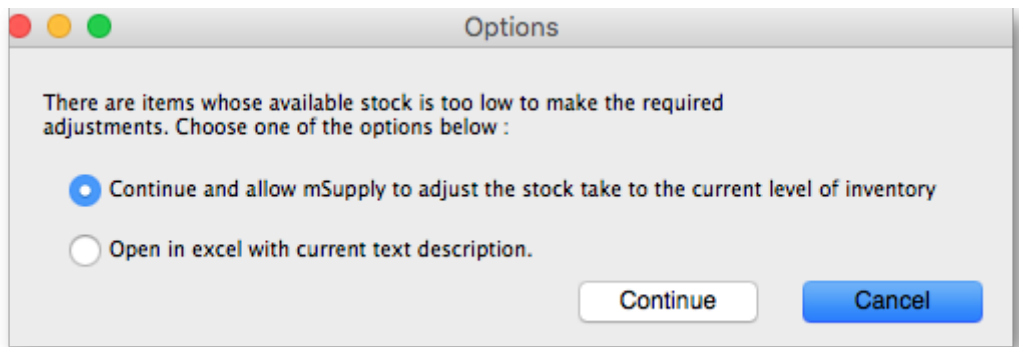 Options
There are items whose available stock is too low to make the required
adjustments. Choose one of the options below :
Continue and allow mSupply to adjust the stock take to the current level of inventory
Open in excel with current text description.
Continue
Cancel